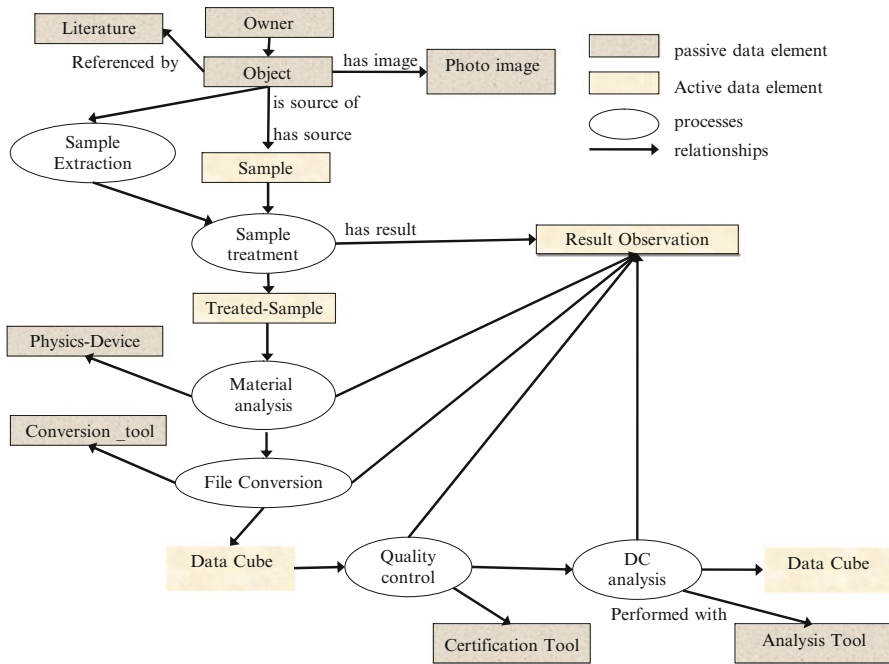 Literature
Owner
Referenced by
Object
has image
Photo image
passive data element
Active data element
processes
relationships
is source of
has source
Sample
Extraction
Sample
Sample
treatment
has result
Result Observation
Treated-Sample
Physics-Device
Material
analysis
Conversion _tool
File Conversion
Data Cube
Quality
control
DC
analysis
Data Cube
Performed with
Certification Tool
Analysis Tool